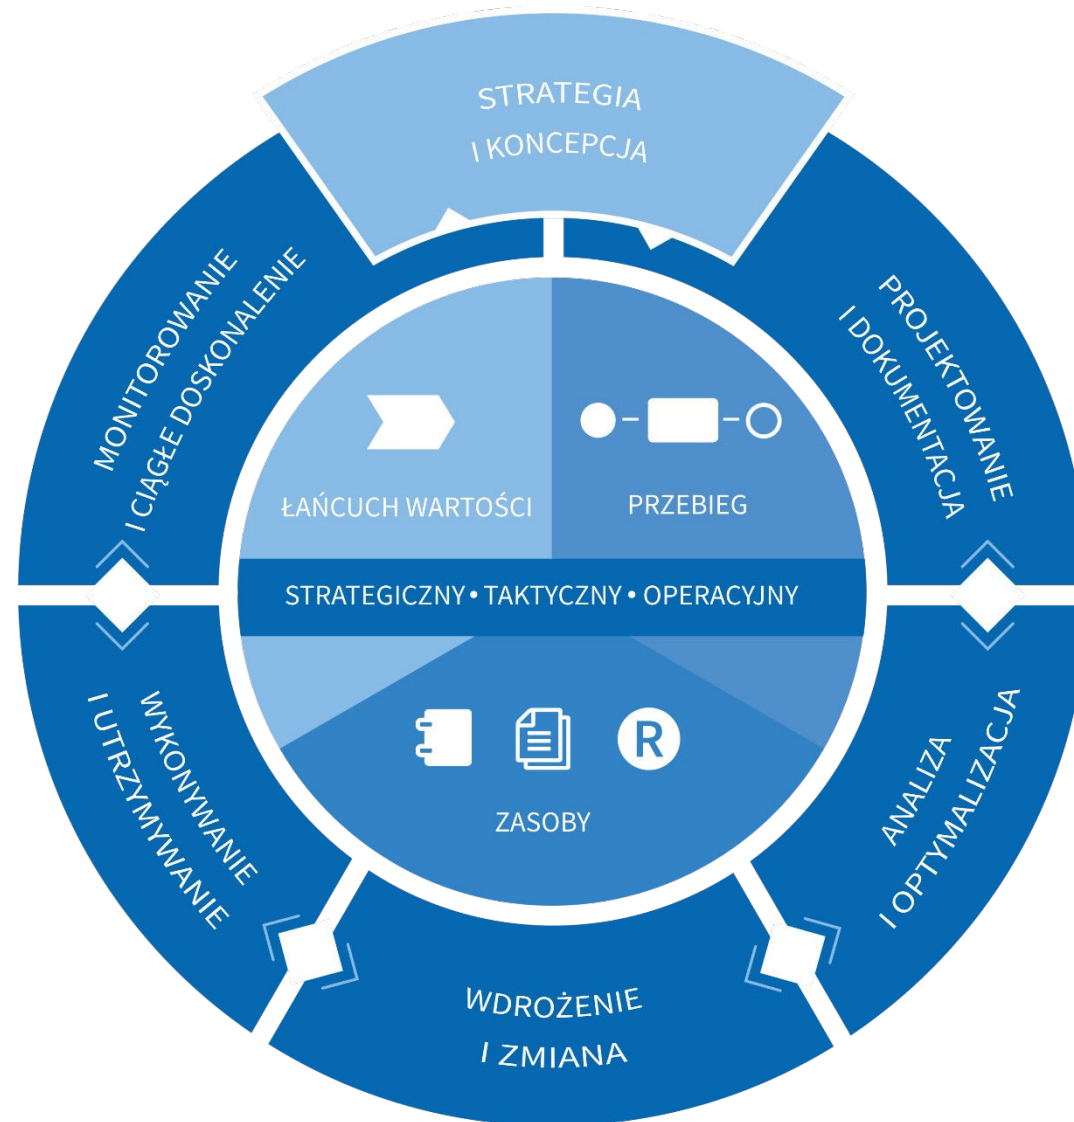 STRATEGIA
I KONCEPCJA
PROJEKTOWANIE
I DOKUMENTACJA
ANALIZA
I OPTYMALIZACJA
WDROŻENIE
I ZMIANA
WYKONYWANIE
I UTRZYMYWANIE
MONITOROWANIE
I CIĄGŁE DOSKONALENIE
ŁAŃCUCH WARTOŚCI
PRZEBIEG
STRATEGICZNY • TAKTYCZNY • OPERACYJNY
R
ZASOBY